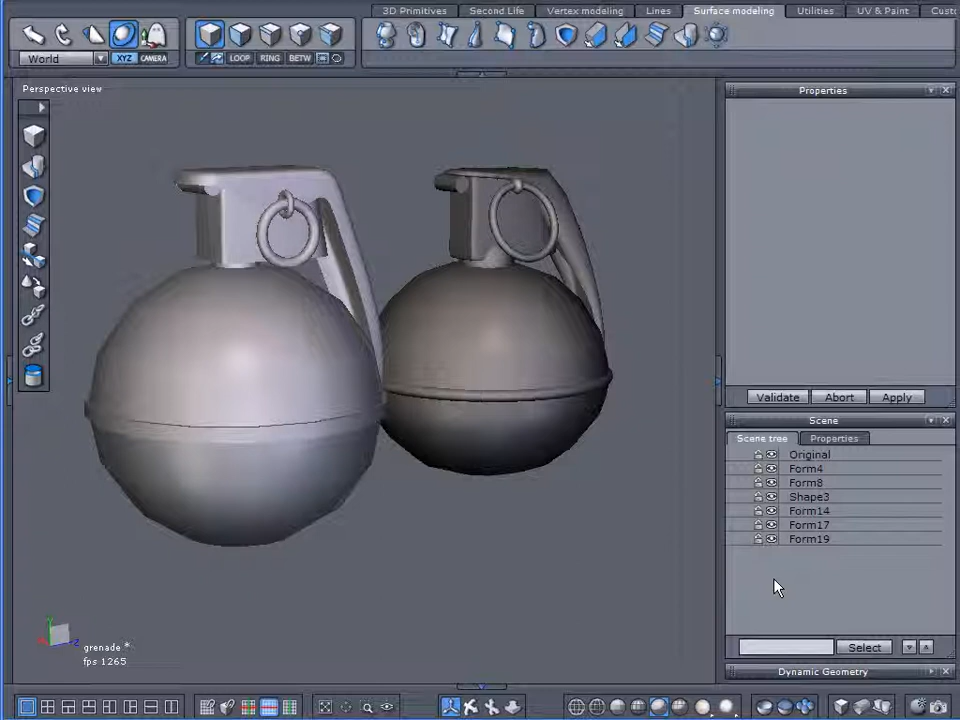 3D Primitives Second Life Vertex modeling Lines Surface modeling Utilities UV & Paint
World XYZ CAMERA LOOP RING BETW
Perspective view
Properties
Validate Abort Apply
Scene
Scene tree Properties
Original
Form4
Form8
Shape3
Form14
Form17
Form19
grenade *
fps 1265
Select
Dynamic Geometry